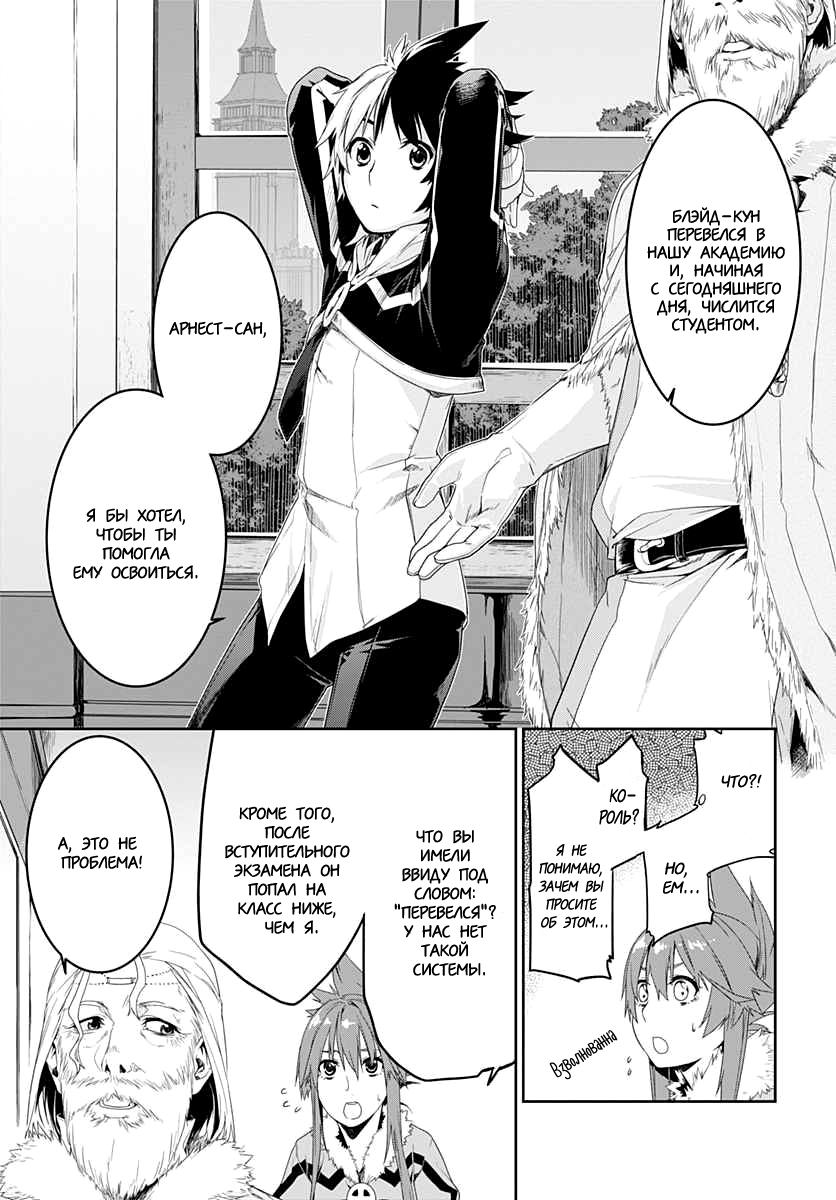 БЛЭЙД-КУН
ПЕРЕВЕЛСЯ В
НАШУ АКАДЕМИЮ
И, НАЧИНАЯ
С СЕГОДНЯШНЕГО
ДНЯ, ЧИСЛИТСЯ
СТУДЕНТОМ.
АРНЕСТ-САН,
Я БЫ ХОТЕЛ,
ЧТОБЫ ТЫ
ПОМОГЛА
ЕМУ ОСВОИТЬСЯ.
ЧТО?!
КО-
РОЛЬ?
НО,
ЕМ...
Я НЕ
ПОНИМАЮ,
ЗАЧЕМ ВЫ
ПРОСИТЕ
ОБ ЭТОМ...
Взволнованна
ЧТО ВЫ
ИМЕЛИ
ВВИДУ ПОД
СЛОВОМ:
"ПЕРЕВЕЛСЯ"?
У НАС НЕТ
ТАКОЙ
СИСТЕМЫ.
КРОМЕ ТОГО,
ПОСЛЕ
ВСТУПИТЕЛЬНОГО
ЭКЗАМЕНА ОН
ПОПАЛ НА
КЛАСС НИЖЕ,
ЧЕМ Я.
А, ЭТО НЕ
ПРОБЛЕМА!